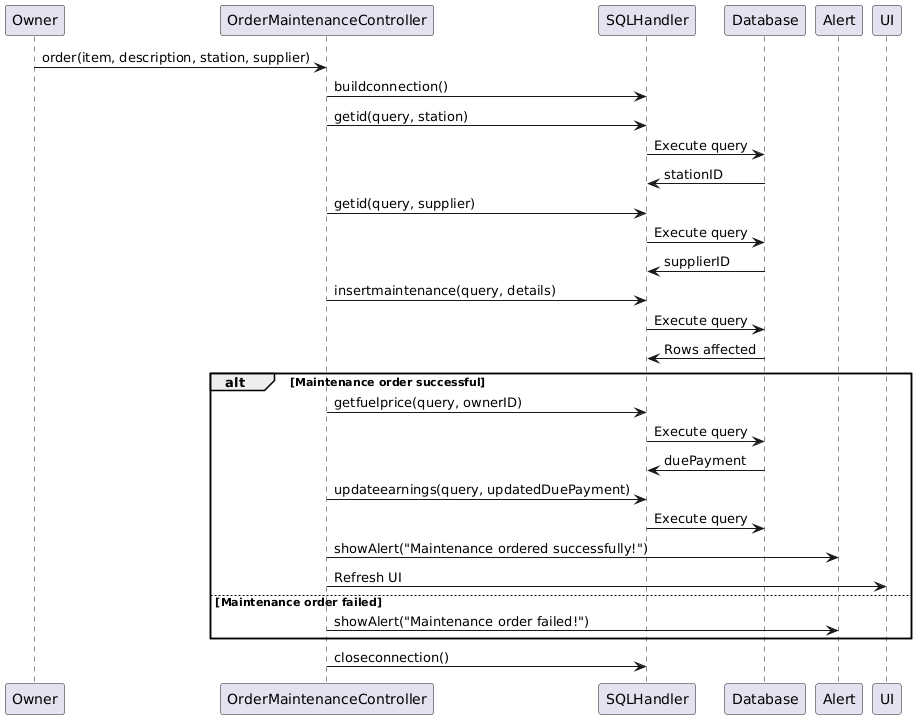 Owner OrderMaintenanceController SQLHandler Database Alert UI
order(item, description, station, supplier)
buildconnection()
getid(query, station)
Execute query
stationID
getid(query, supplier)
Execute query
supplierID
insertmaintenance(query, details)
Execute query
Rows affected
alt [Maintenance order successful]
getfuelprice(query, ownerID)
Execute query
duePayment
updateearnings(query, updatedDuePayment)
Execute query
showAlert("Maintenance ordered successfully!")
Refresh UI
[Maintenance order failed]
showAlert("Maintenance order failed!")
closeconnection()
Owner OrderMaintenanceController SQLHandler Database Alert UI